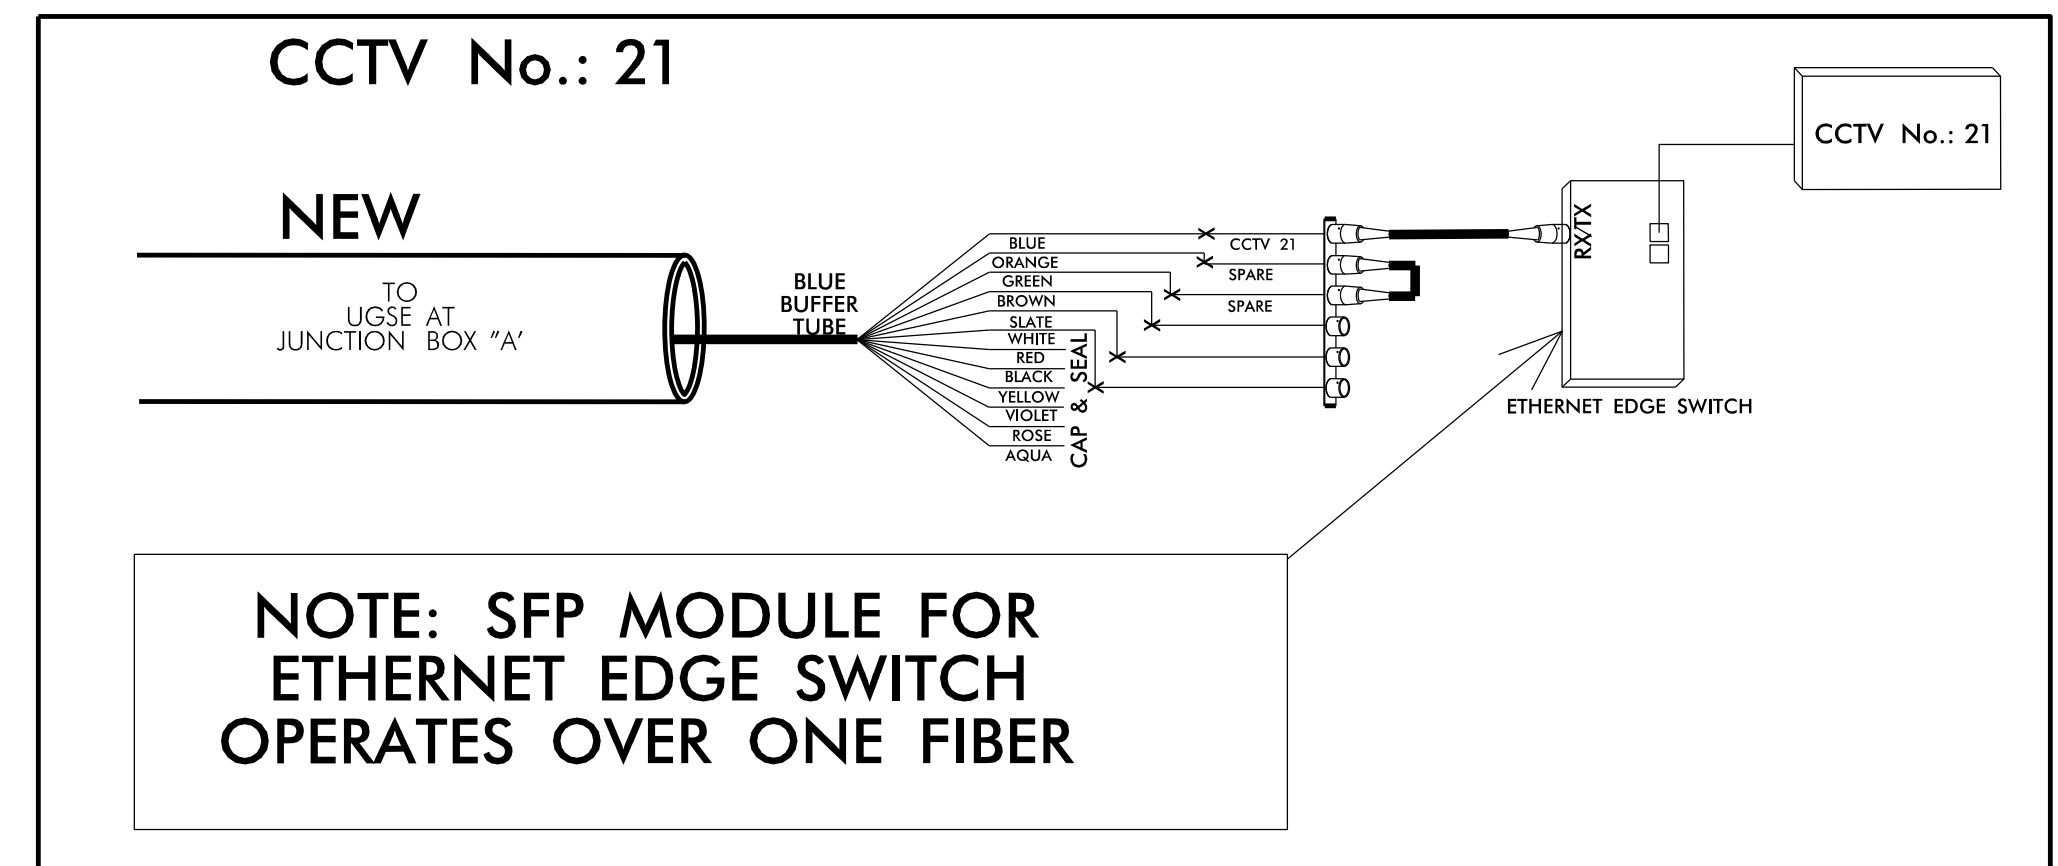 CCTV No.: 21
CCTV No.: 21
NEW
TO
UGSE AT
JUNCTION BOX "A'
BLUE
BUFFER
TUBE
BLUE
ORANGE
GREEN
BROWN
SLATE
WHITE
RED
BLACK
YELLOW
VIOLET
ROSE
AQUA
CAP & SEAL
CCTV 21
SPARE
SPARE
RX/TX
ETHERNET EDGE SWITCH
NOTE: SFP MODULE FOR
ETHERNET EDGE SWITCH
OPERATES OVER ONE FIBER